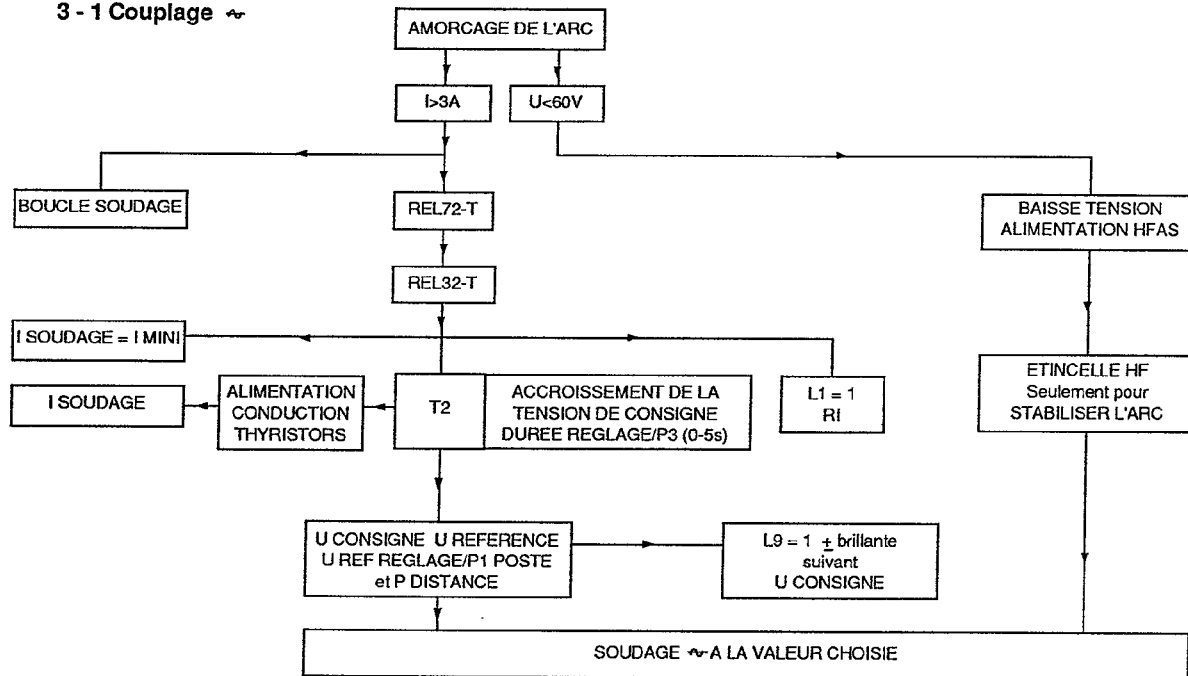 3 - 1 Couplage ∿
AMORCAGE DE L'ARC
I>3A
U<60V
BOUCLE SOUDAGE
REL72-T
BAISSE TENSION
ALIMENTATION HFAS
REL32-T
I SOUDAGE = I MINI
I SOUDAGE
ALIMENTATION
CONDUCTION
THYRISTORS
T2
ACCROISSEMENT DE LA
TENSION DE CONSIGNE
DUREE REGLAGE/P3 (0-5s)
L1 = 1
RI
ETINCELLE HF
Seulement pour
STABILISER L'ARC
U CONSIGNE U REFERENCE
U REF REGLAGE/P1 POSTE
et P DISTANCE
L9 = 1 ± brillante
suivant
U CONSIGNE
SOUDAGE ∿ A LA VALEUR CHOISIE